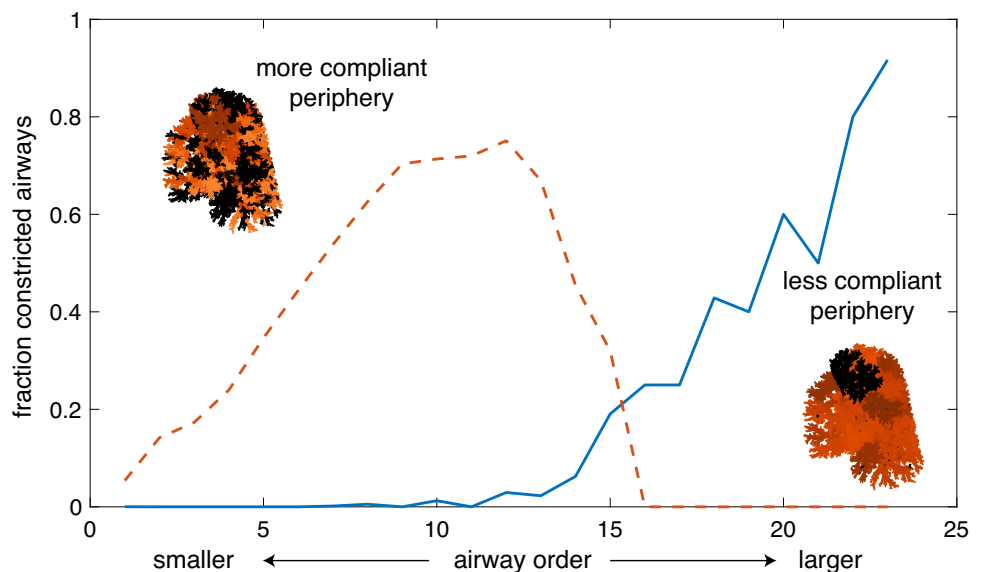 1
0.8
0.6
0.4
0.2
0
fraction constricted airways
more compliant
periphery
less compliant
periphery
0 5 10 15 20 25
smaller airway order larger